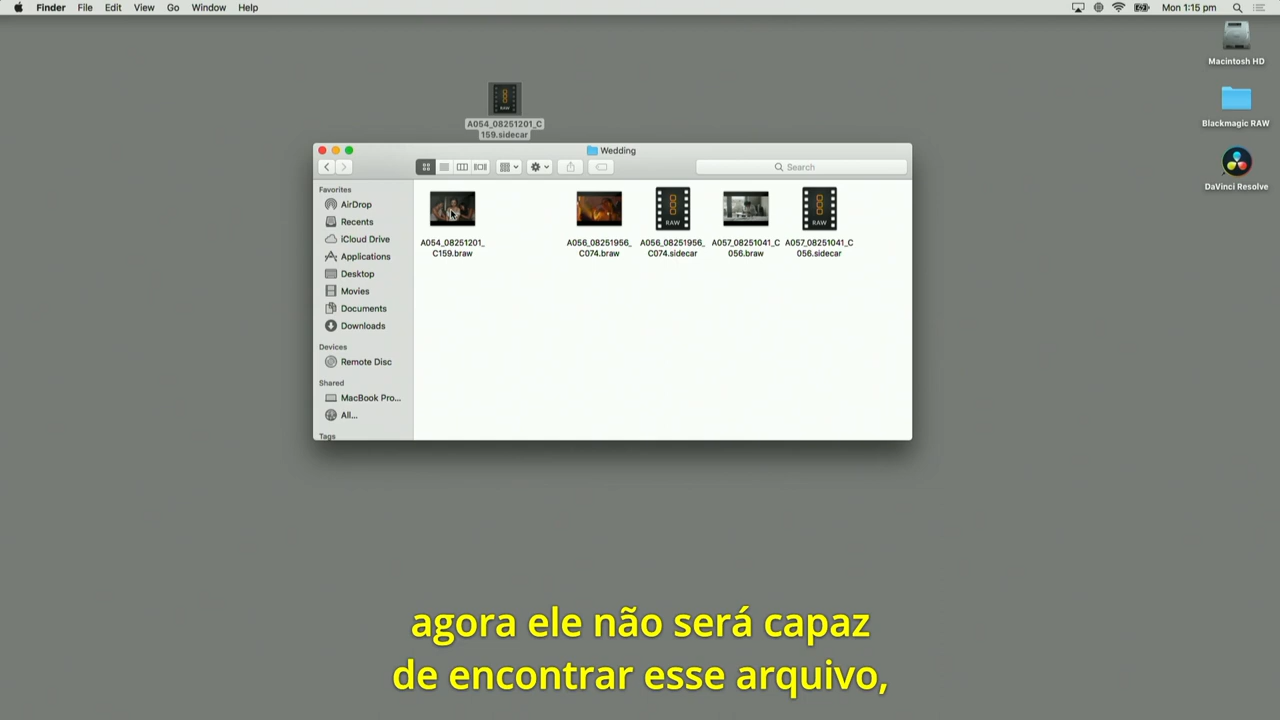 Finder File Edit View Go Window Help Mon 1:15 pm
Macintosh HD
Blackmagic RAW
DaVinci Resolve
RAW
A054_08251201_C
159.sidecar
Wedding
Search
Favorites
AirDrop
Recents
iCloud Drive
Applications
Desktop
Movies
Documents
Downloads
Devices
Remote Disc
Shared
MacBook Pro...
All...
Tags
A054_08251201_
C159.braw
A056_08251956_
C074.braw
RAW
A056_08251956_
C074.sidecar
A057_08251041_C
056.braw
RAW
A057_08251041_C
056.sidecar
agora ele não será capaz
de encontrar esse arquivo,